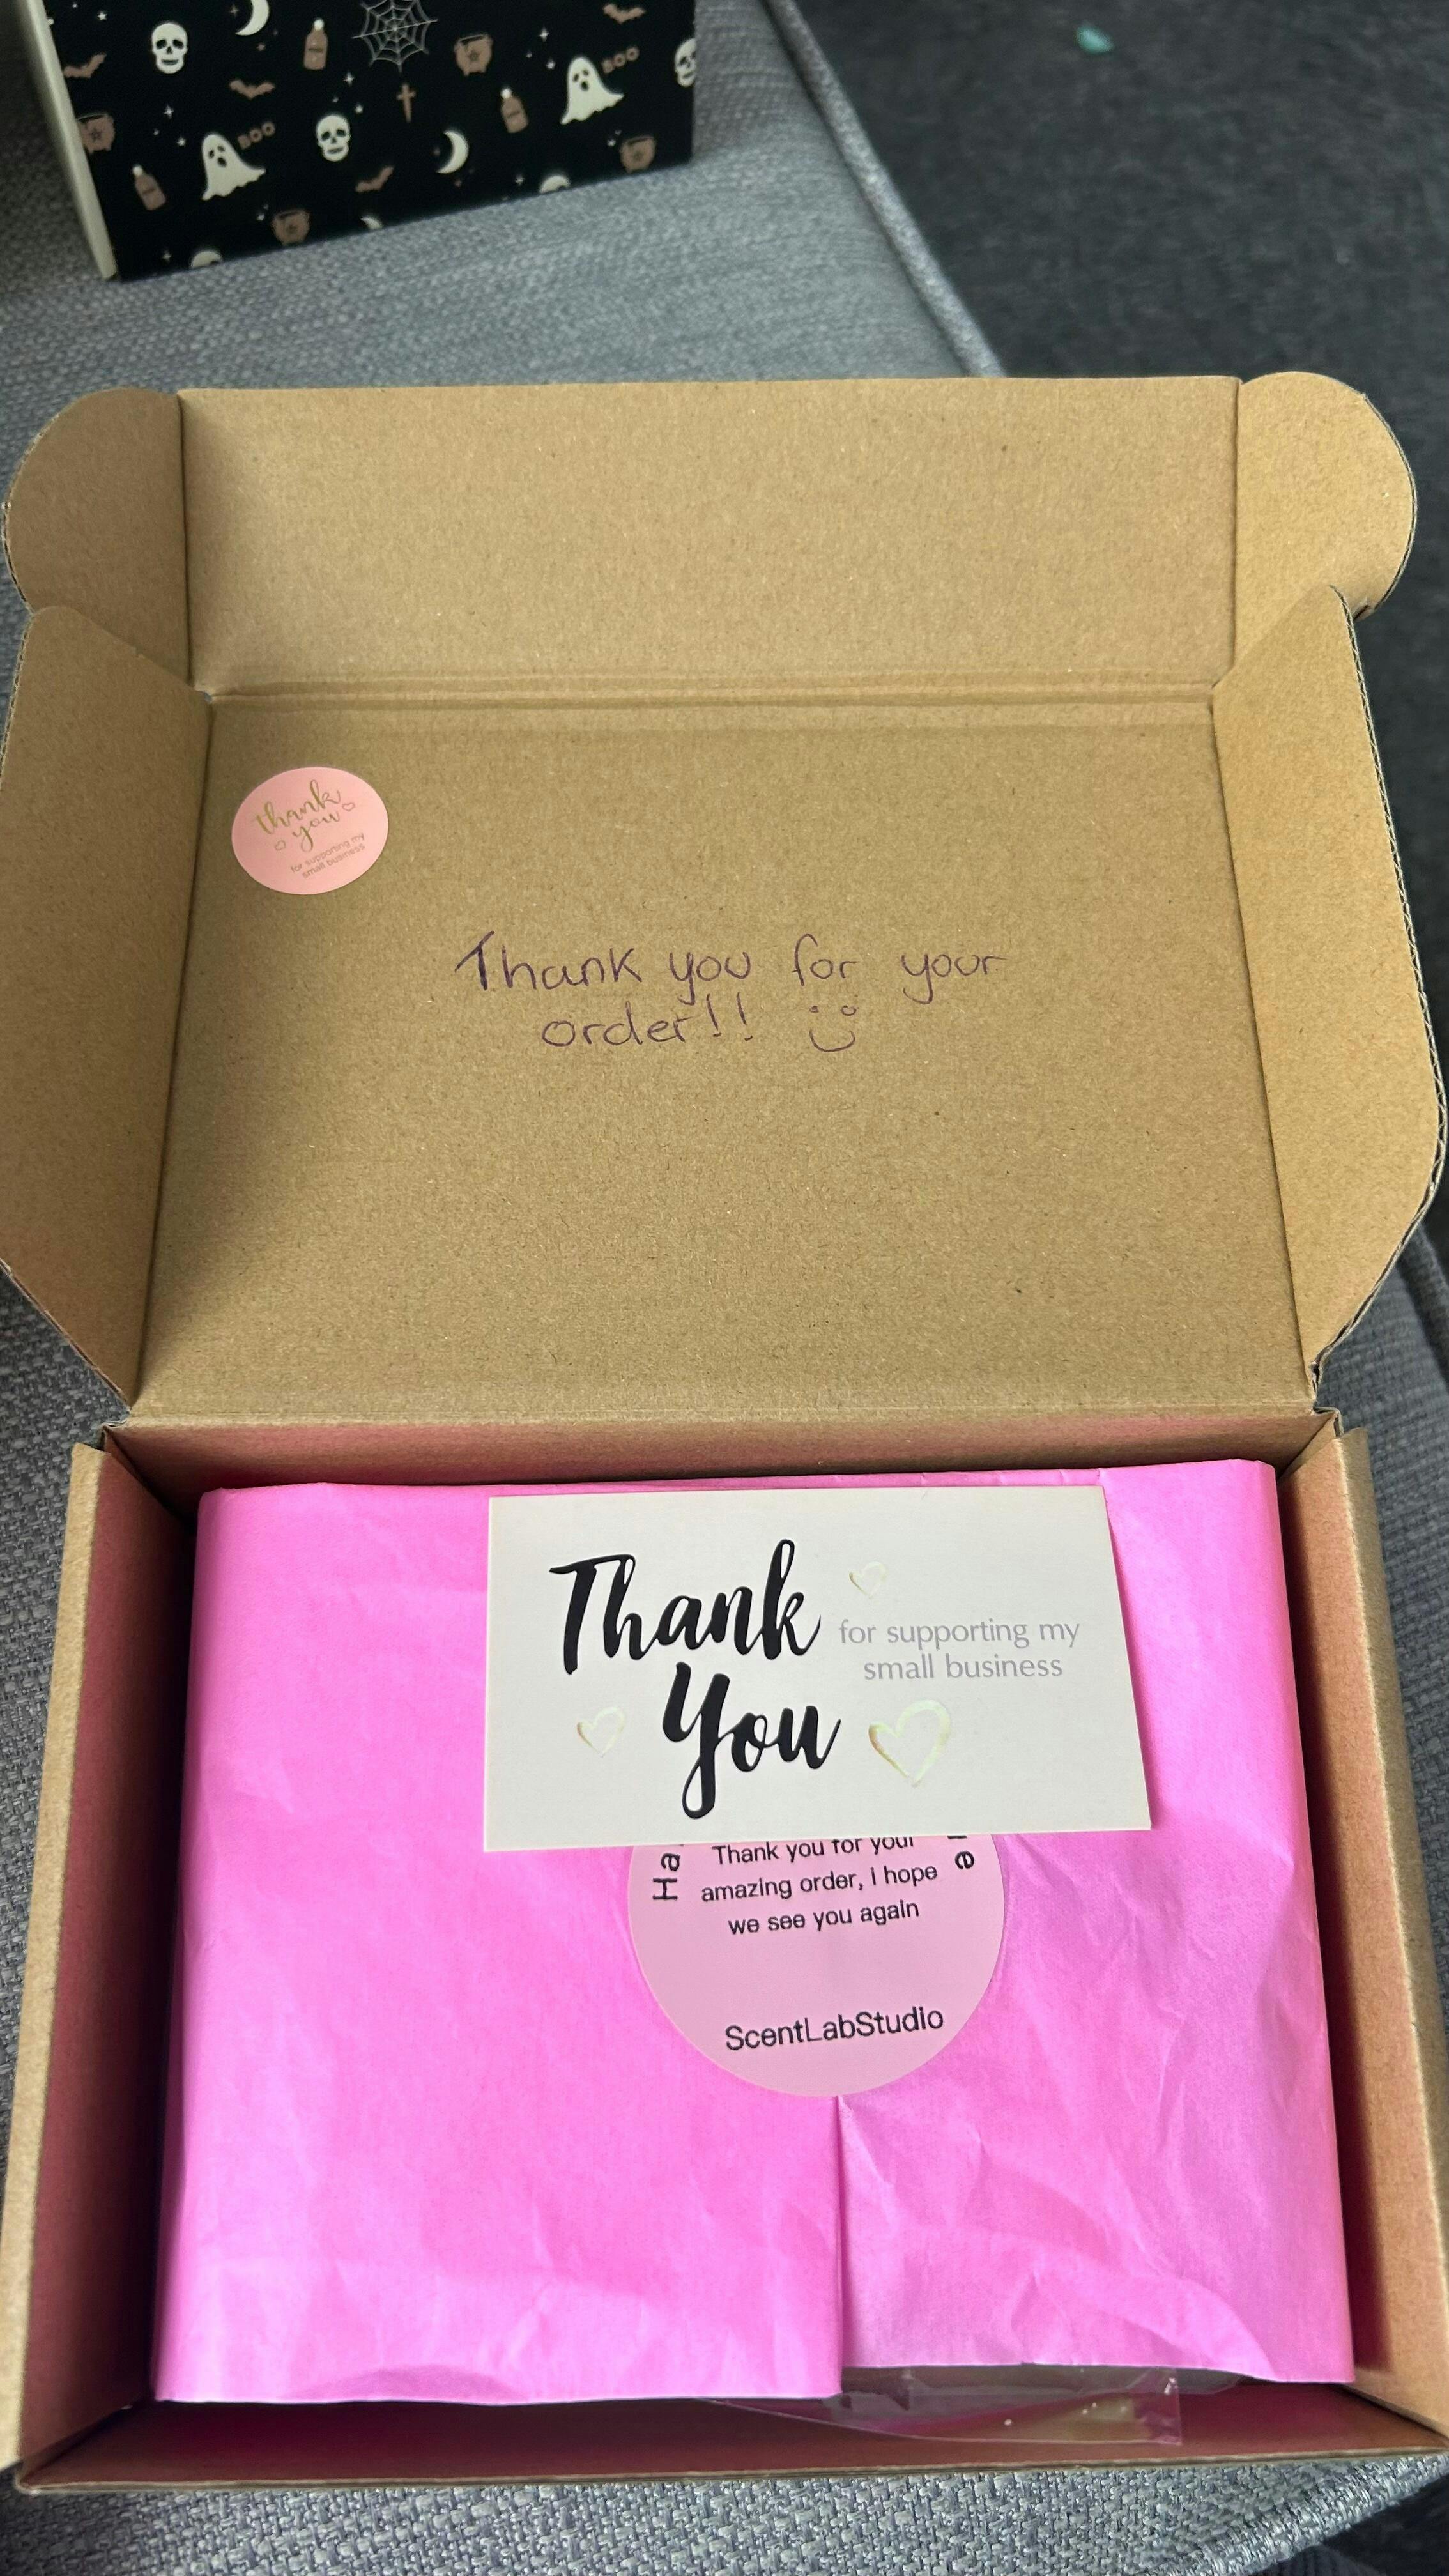 BOO
BOO
thank
you
for supporting my
small business
Thank you for your
order!!
Thank
You
for supporting my
small business
Thank you for your
amazing order, i hope
we see you again
ScentLabStudio